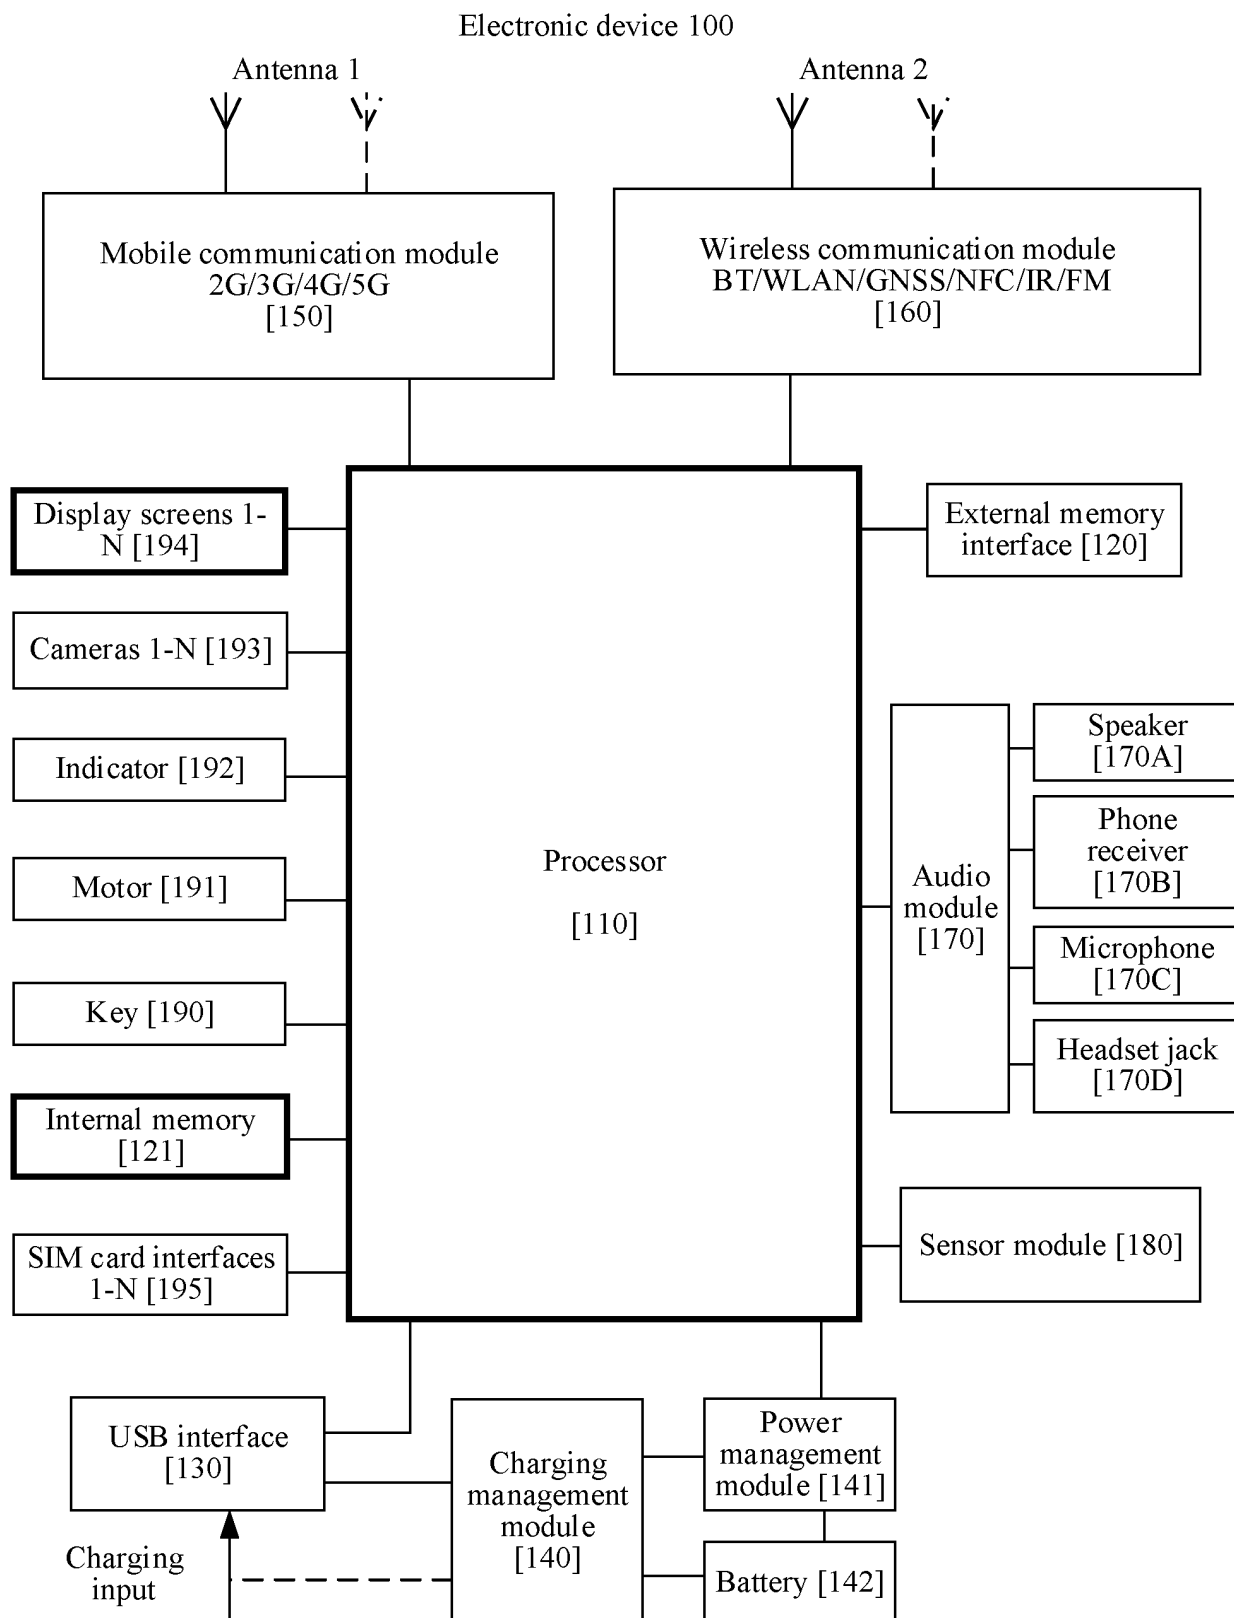 Electronic device 100
Antenna 1
Antenna 2
Mobile communication module
2G/3G/4G/5G
[150]
Wireless communication module
BT/WLAN/GNSS/NFC/IR/FM
[160]
Display screens 1-
N [194]
Cameras 1-N [193]
Indicator [192]
Motor [191]
Key [190]
Internal memory
[121]
SIM card interfaces
1-N [195]
Processor
[110]
External memory
interface [120]
Audio
module
[170]
Speaker
[170A]
Phone
receiver
[170B]
Microphone
[170C]
Headset jack
[170D]
Sensor module [180]
USB interface
[130]
Charging
input
Charging
management
module
[140]
Power
management
module [141]
Battery [142]